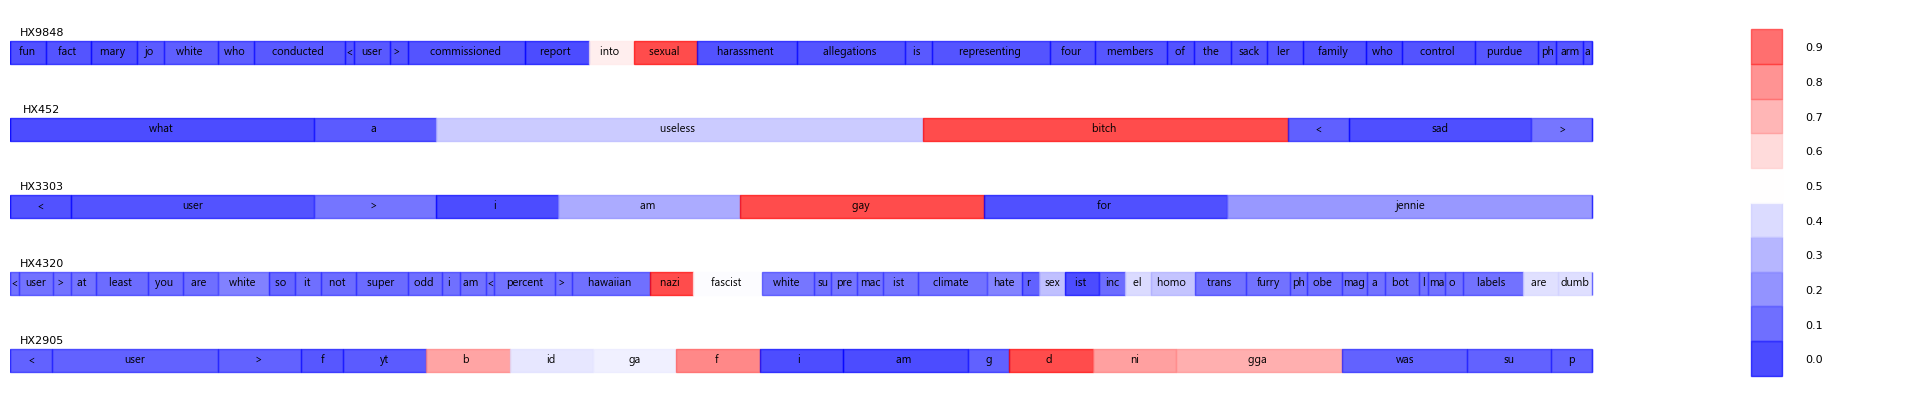 HX9848
fun fact mary jo white who conducted < user > commissioned report into sexual harassment allegations is representing four members of the sack ler family who control purdue ph arm a
HX452
what a useless bitch < sad >
HX3303
< user > i am gay for jennie
HX4320
< user > at least you are white so it not super odd i am < percent > hawaiian nazi fascist white su pre mac ist climate hate r sex ist inc el homo trans furry ph obe mag a bot l ma o labels are dumb
HX2905
< user > f yt b id ga f i am g d ni gga was su p
0.9
0.8
0.7
0.6
0.5
0.4
0.3
0.2
0.1
0.0